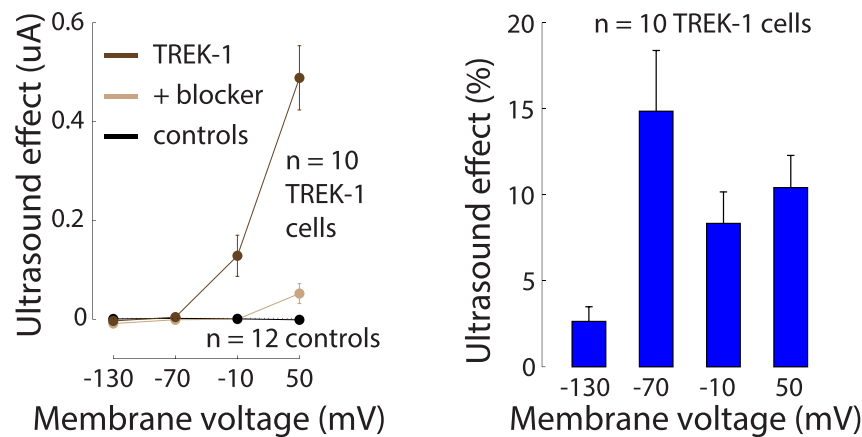 Ultrasound effect (uA)
0.6
0.4
0.2
0
TREK-1
+ blocker
controls
n = 10
TREK-1
cells
n = 12 controls
-130 -70 -10 50
Membrane voltage (mV)
Ultrasound effect (%)
20
15
10
5
0
n = 10 TREK-1 cells
-130 -70 -10 50
Membrane voltage (mV)